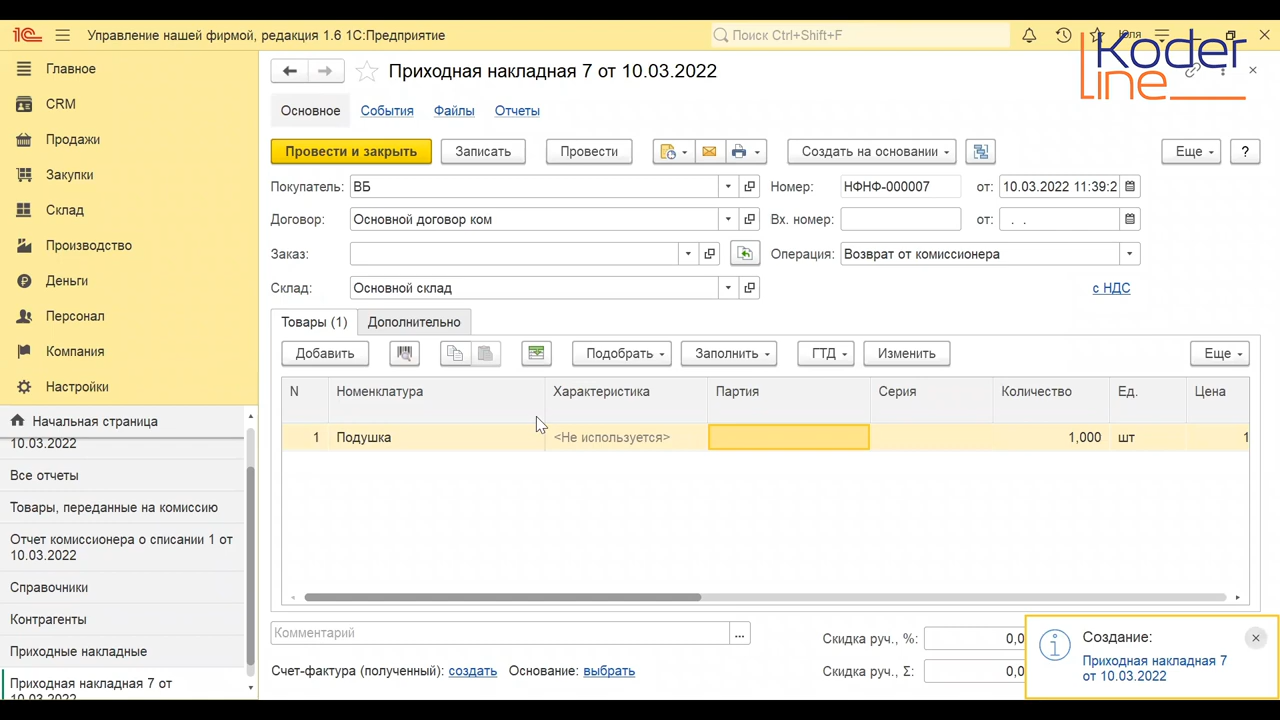 1С Управление нашей фирмой, редакция 1.6 1С:Предприятие
Поиск Ctrl+Shift+F
Юля
Koder
line
Главное
CRM
Продажи
Закупки
Склад
Производство
Деньги
Персонал
Компания
Настройки
Начальная страница
10.03.2022
Все отчеты
Товары, переданные на комиссию
Отчет комиссионера о списании 1 от
10.03.2022
Справочники
Контрагенты
Приходные накладные
Приходная накладная 7 от
10.03.2022
Приходная накладная 7 от 10.03.2022
Основное События Файлы Отчеты
Провести и закрыть Записать Провести Создать на основании Еще ?
Покупатель: ВБ Номер: НФНФ-000007 от: 10.03.2022 11:39:2
Договор: Основной договор ком Вх. номер: от: . .
Заказ: Операция: Возврат от комиссионера
Склад: Основной склад с НДС
Товары (1) Дополнительно
Добавить Подобрать Заполнить ГТД Изменить Еще
N Номенклатура Характеристика Партия Серия Количество Ед. Цена
1 Подушка <Не используется> 1,000 шт 1
Комментарий ...
Скидка руч., %: 0,0
Счет-фактура (полученный): создать Основание: выбрать
Скидка руч., Σ: 0,0
Создание:
Приходная накладная 7
от 10.03.2022